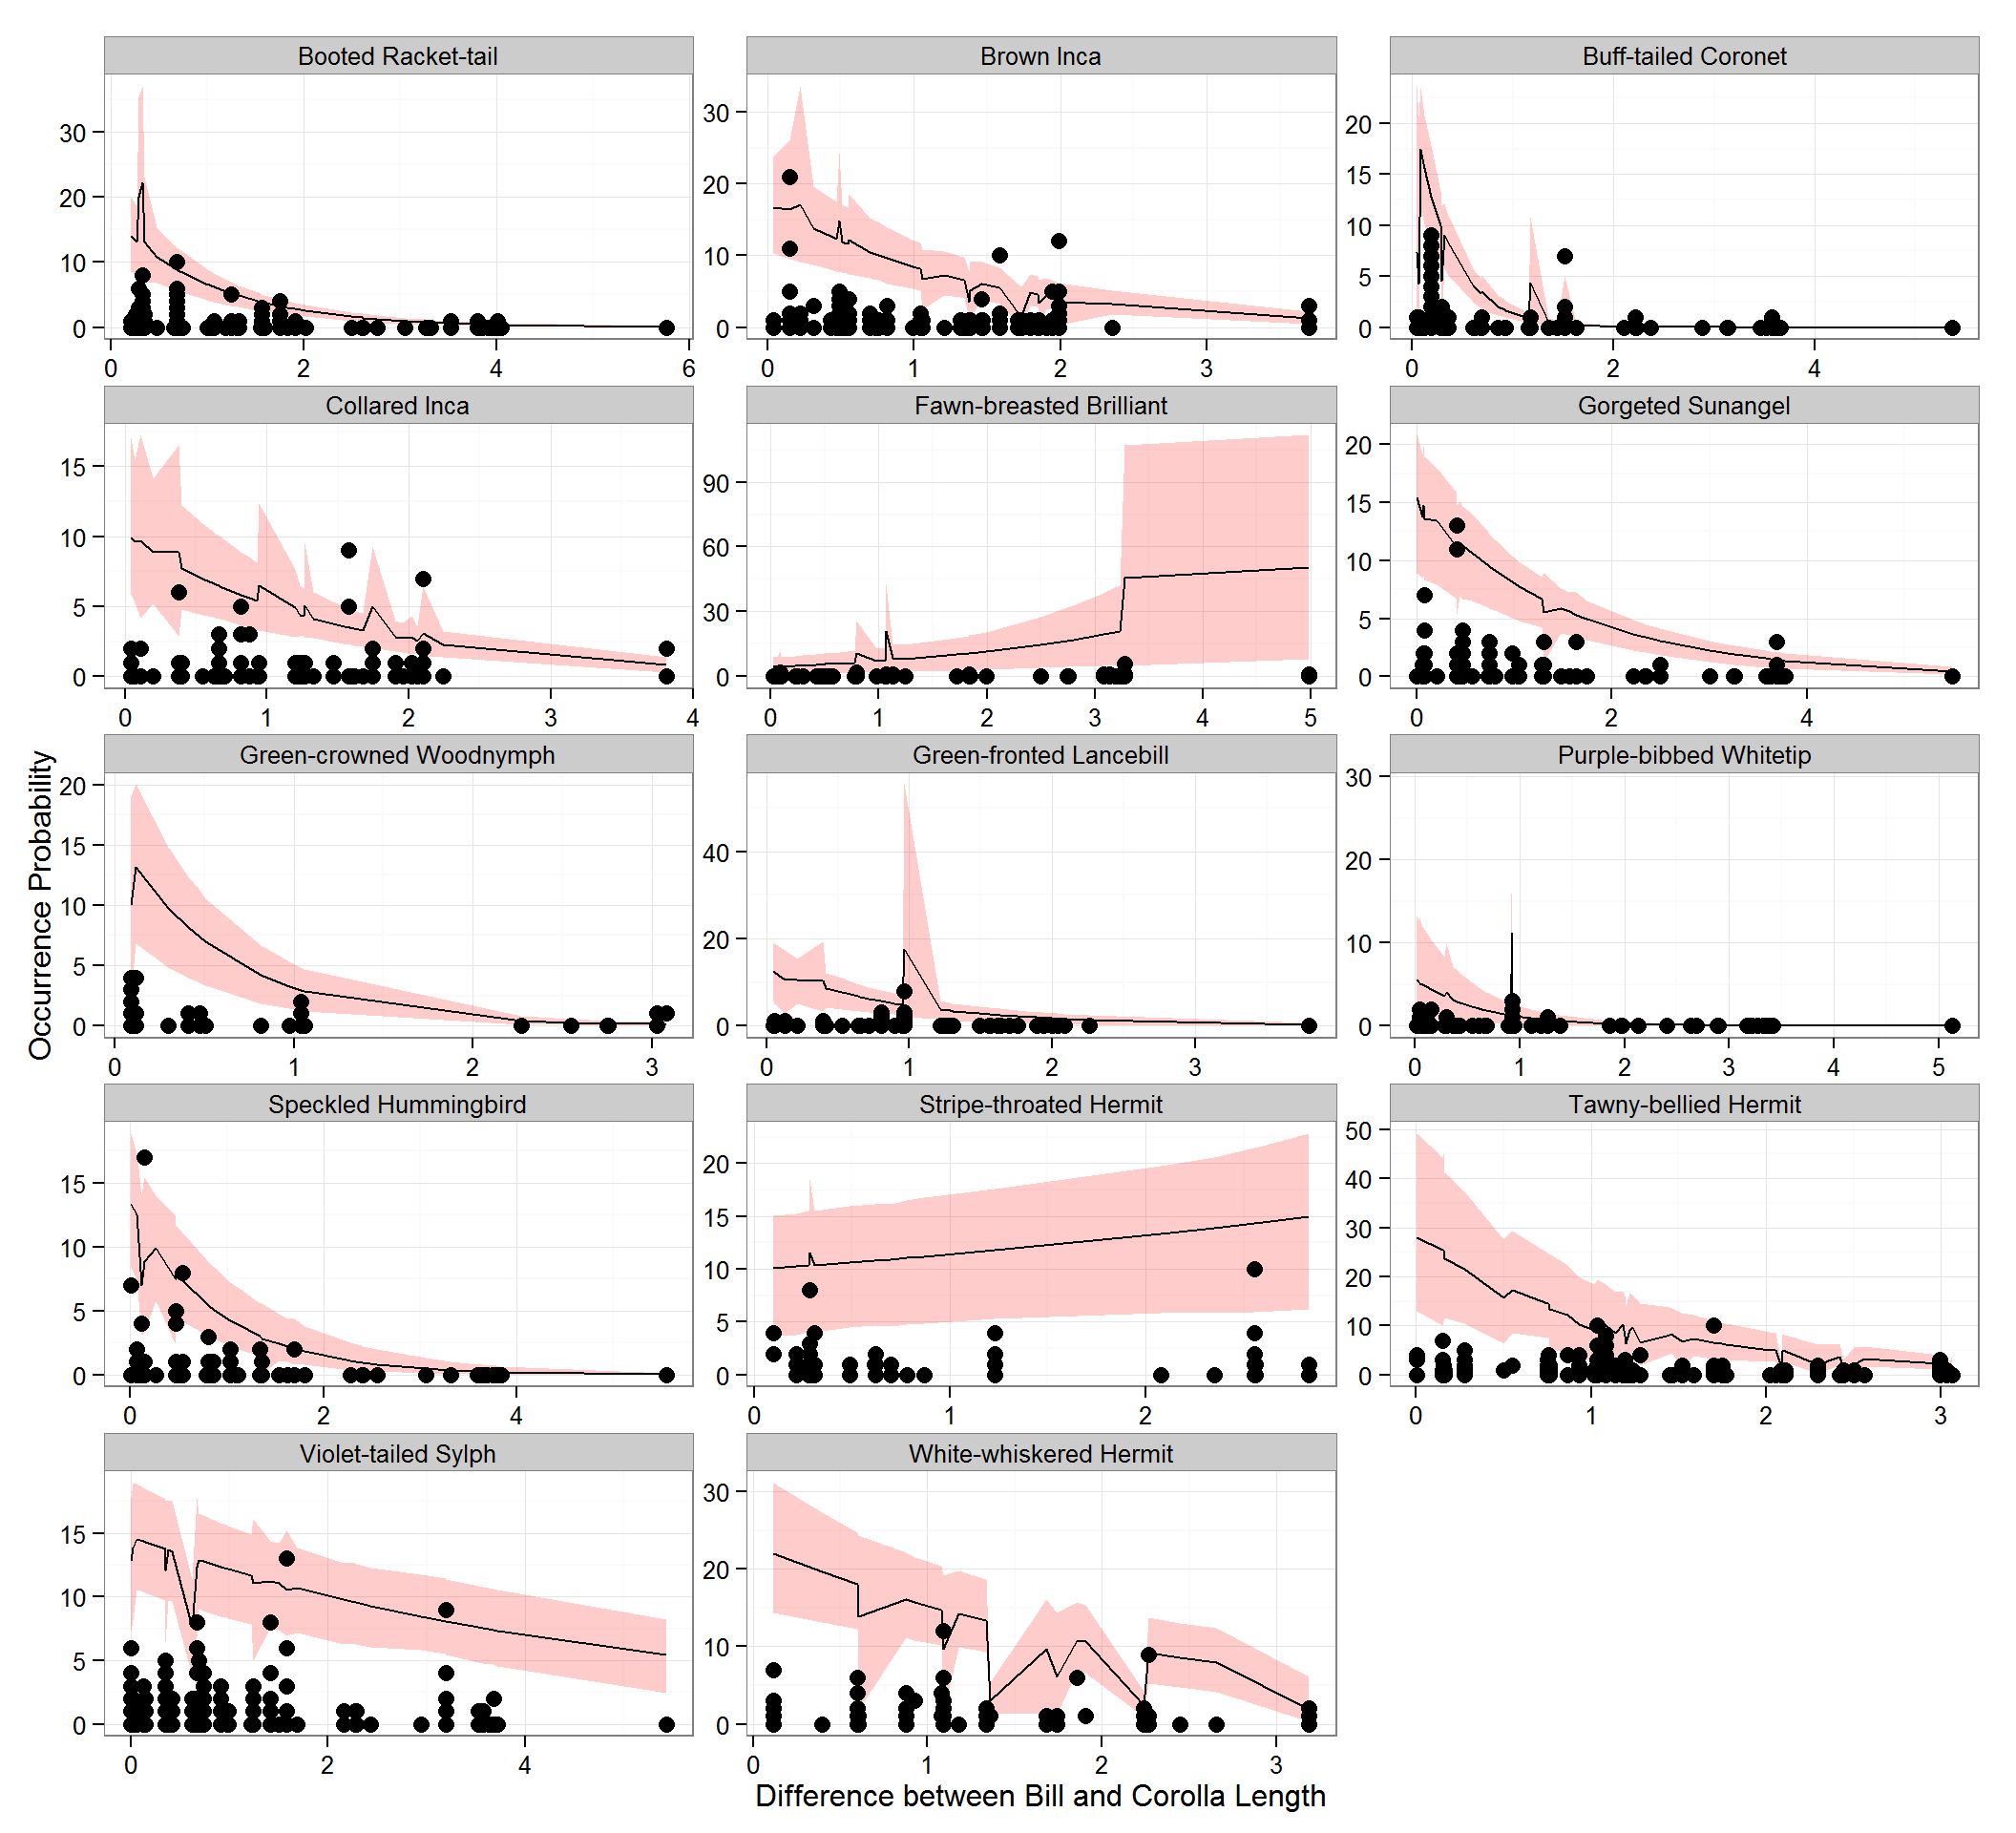 Booted Racket-tail
Brown Inca
Buff-tailed Coronet
30
20
10
0
0 2 4 6
30
20
10
0
0 1 2 3
20
15
10
5
0
0 2 4
Collared Inca
Fawn-breasted Brilliant
Gorgeted Sunangel
15
10
5
0
0 1 2 3 4
90
60
30
0
0 1 2 3 4 5
20
15
10
5
0
0 2 4
Green-crowned Woodnymph
Green-fronted Lancebill
Purple-bibbed Whitetip
20
15
10
5
0
0 1 2 3
40
20
0
0 1 2 3
30
20
10
0
0 1 2 3 4 5
Occurrence Probability
Speckled Hummingbird
Stripe-throated Hermit
Tawny-bellied Hermit
15
10
5
0
0 2 4
20
15
10
5
0
0 1 2
50
40
30
20
10
0
0 1 2 3
Violet-tailed Sylph
White-whiskered Hermit
15
10
5
0
0 2 4
30
20
10
0
0 1 2 3
Difference between Bill and Corolla Length